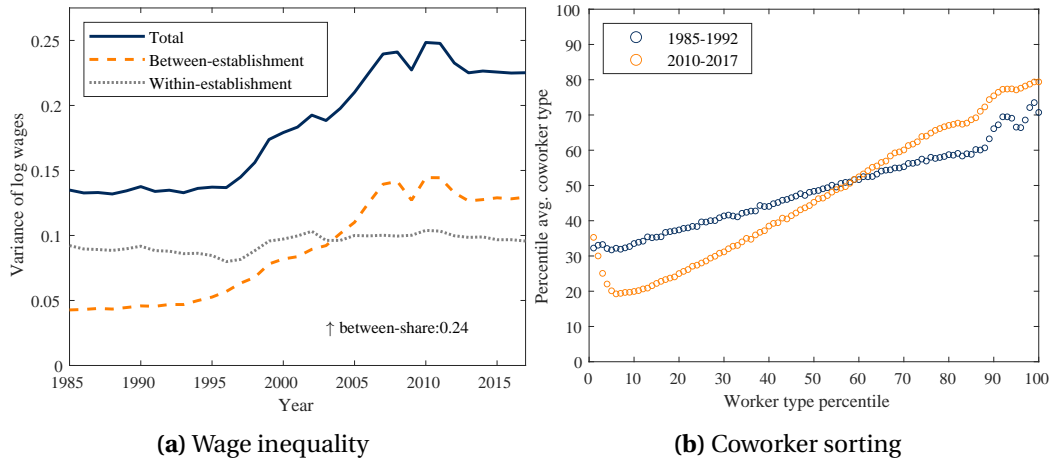 Total
Between-establishment
Within-establishment
0.25
0.2
0.15
0.1
0.05
0
Variance of log wages
↑ between-share:0.24
1985 1990 1995 2000 2005 2010 2015
Year
(a) Wage inequality
1985-1992
2010-2017
100
90
80
70
60
50
40
30
20
10
0
Percentile avg. coworker type
0 10 20 30 40 50 60 70 80 90 100
Worker type percentile
(b) Coworker sorting